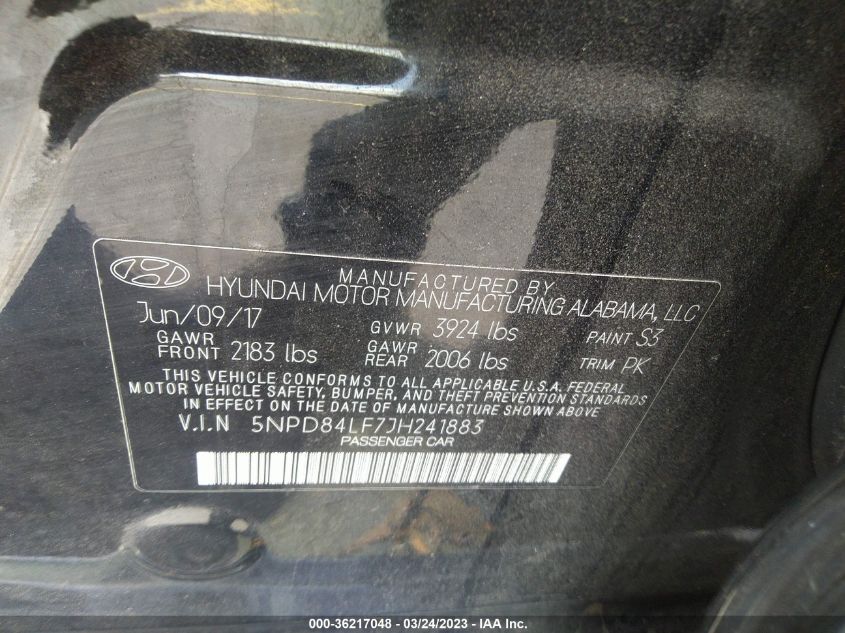 MANUFACTURED BY
HYUNDAI MOTOR MANUFACTURING ALABAMA, LLC
Jun/09/17 GVWR 3924 lbs PAINT S3
GAWR FRONT 2183 lbs GAWR REAR 2006 lbs TRIM PK
THIS VEHICLE CONFORMS TO ALL APPLICABLE U.S.A. FEDERAL
MOTOR VEHICLE SAFETY, BUMPER, AND THEFT PREVENTION STANDARDS
IN EFFECT ON THE DATE OF MANUFACTURE SHOWN ABOVE
V.I.N 5NPD84LF7JH241883
PASSENGER CAR
000-36217048 - 03/24/2023 - IAA Inc.